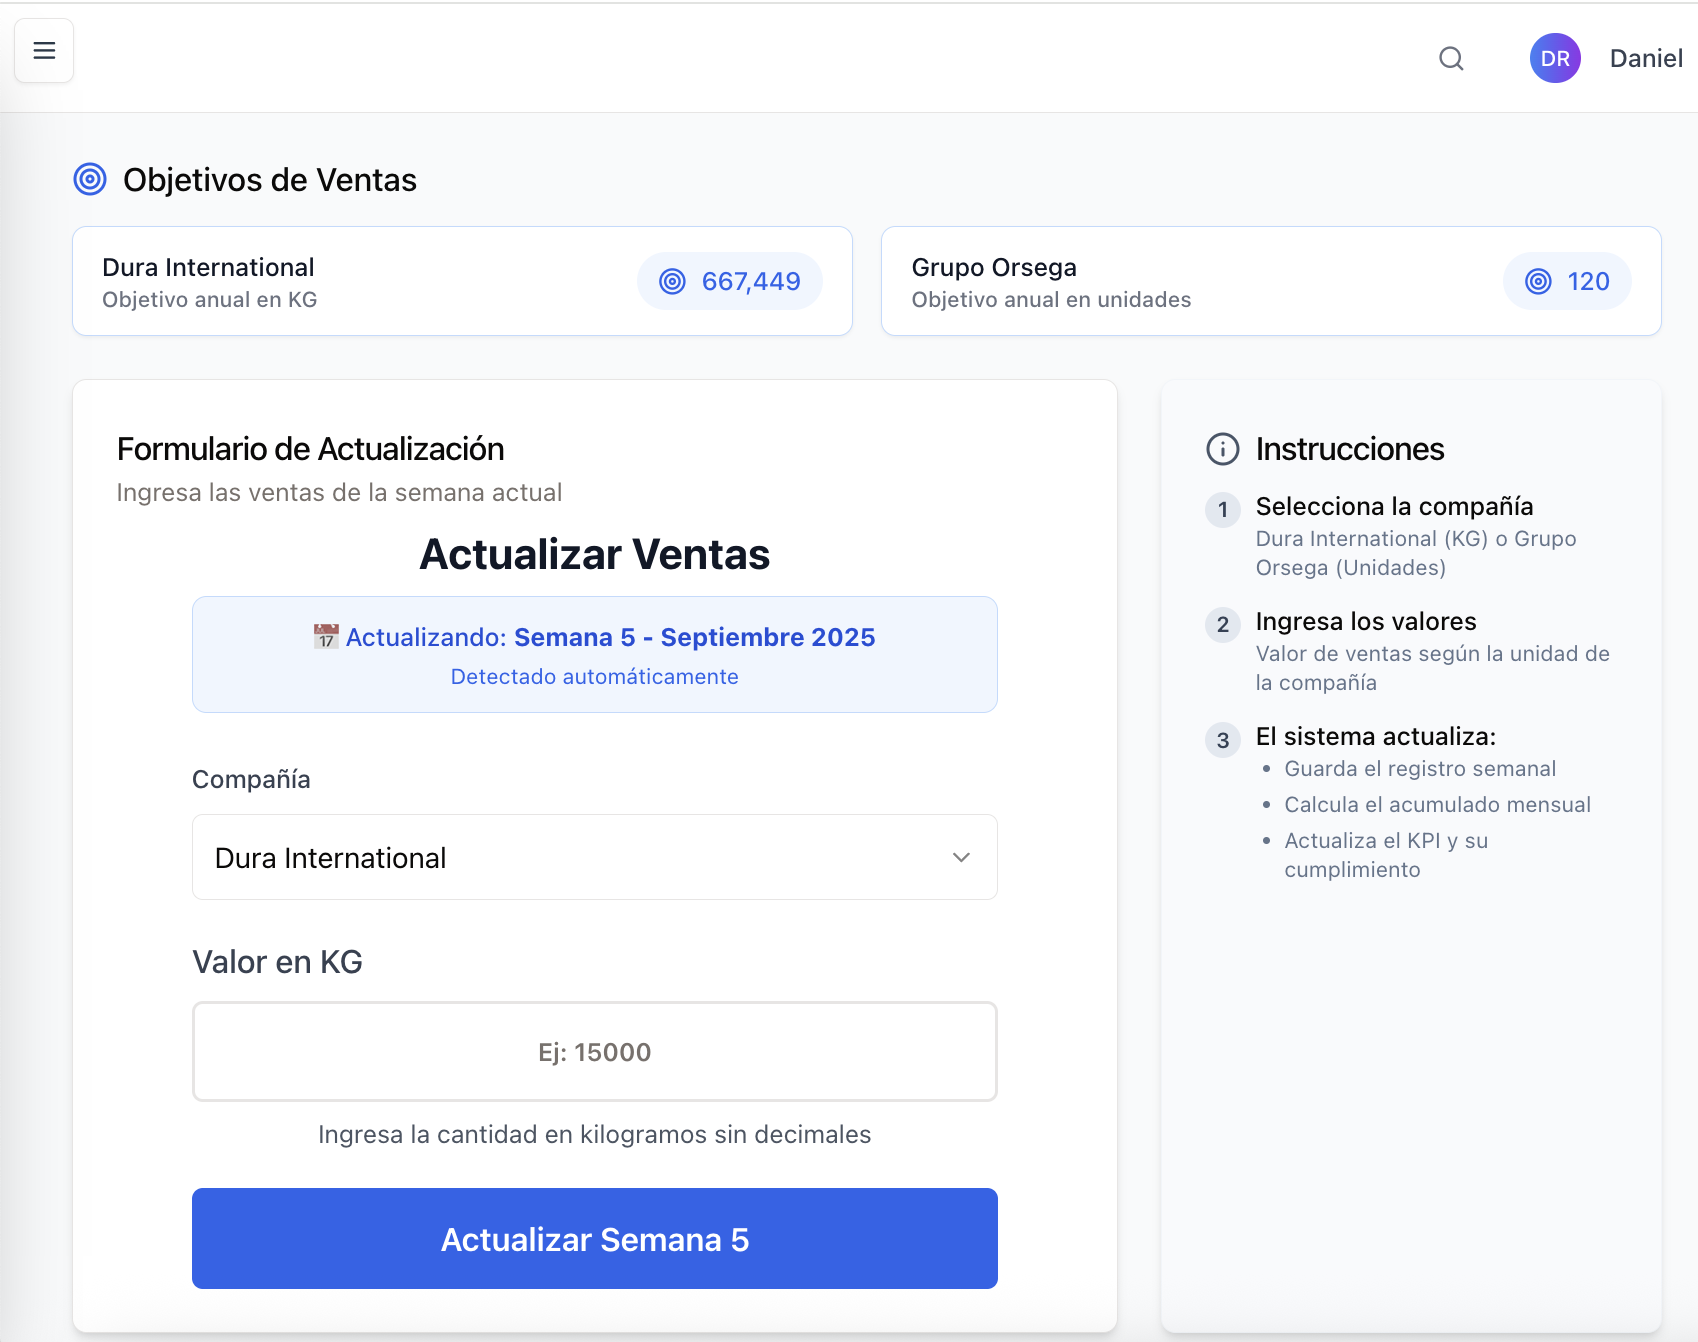 DR
Daniel
Objetivos de Ventas
Dura International
Objetivo anual en KG
667,449
Grupo Orsega
Objetivo anual en unidades
120
Formulario de Actualización
Ingresa las ventas de la semana actual
Actualizar Ventas
17 Actualizando: Semana 5 - Septiembre 2025
Detectado automáticamente
Compañía
Dura International
Valor en KG
Ej: 15000
Ingresa la cantidad en kilogramos sin decimales
Actualizar Semana 5
Instrucciones
1 Selecciona la compañía
Dura International (KG) o Grupo
Orsega (Unidades)
2 Ingresa los valores
Valor de ventas según la unidad de
la compañía
3 El sistema actualiza:
• Guarda el registro semanal
• Calcula el acumulado mensual
• Actualiza el KPI y su
cumplimiento